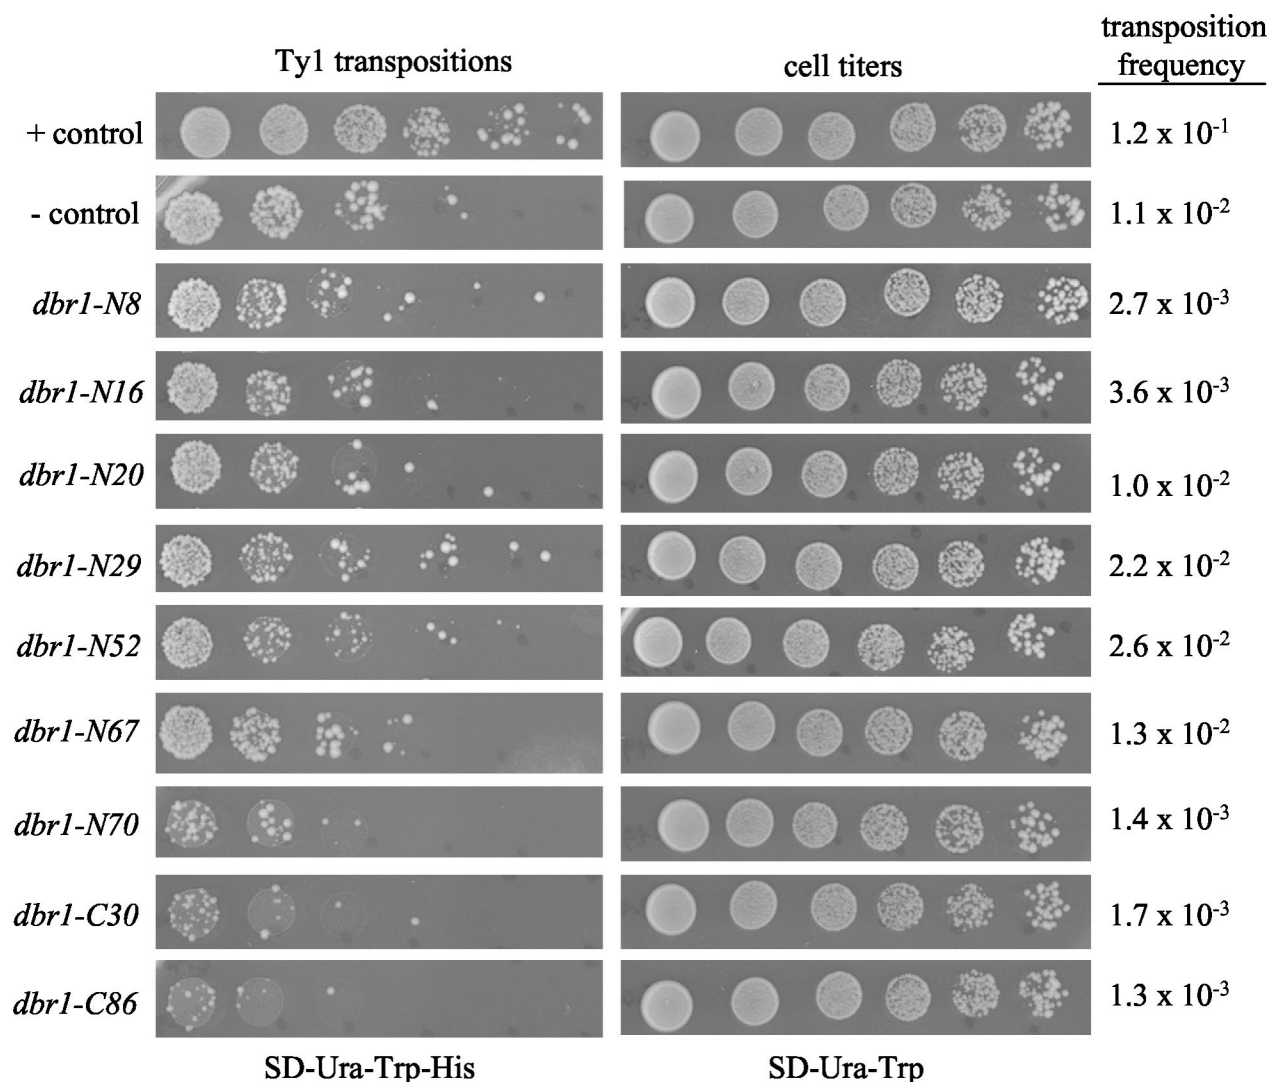 Ty1 transpositions
cell titers
transposition
frequency
+ control
1.2 x 10⁻¹
- control
1.1 x 10⁻²
dbr1-N8
2.7 x 10⁻³
dbr1-N16
3.6 x 10⁻³
dbr1-N20
1.0 x 10⁻²
dbr1-N29
2.2 x 10⁻²
dbr1-N52
2.6 x 10⁻²
dbr1-N67
1.3 x 10⁻²
dbr1-N70
1.4 x 10⁻³
dbr1-C30
1.7 x 10⁻³
dbr1-C86
1.3 x 10⁻³
SD-Ura-Trp-His
SD-Ura-Trp